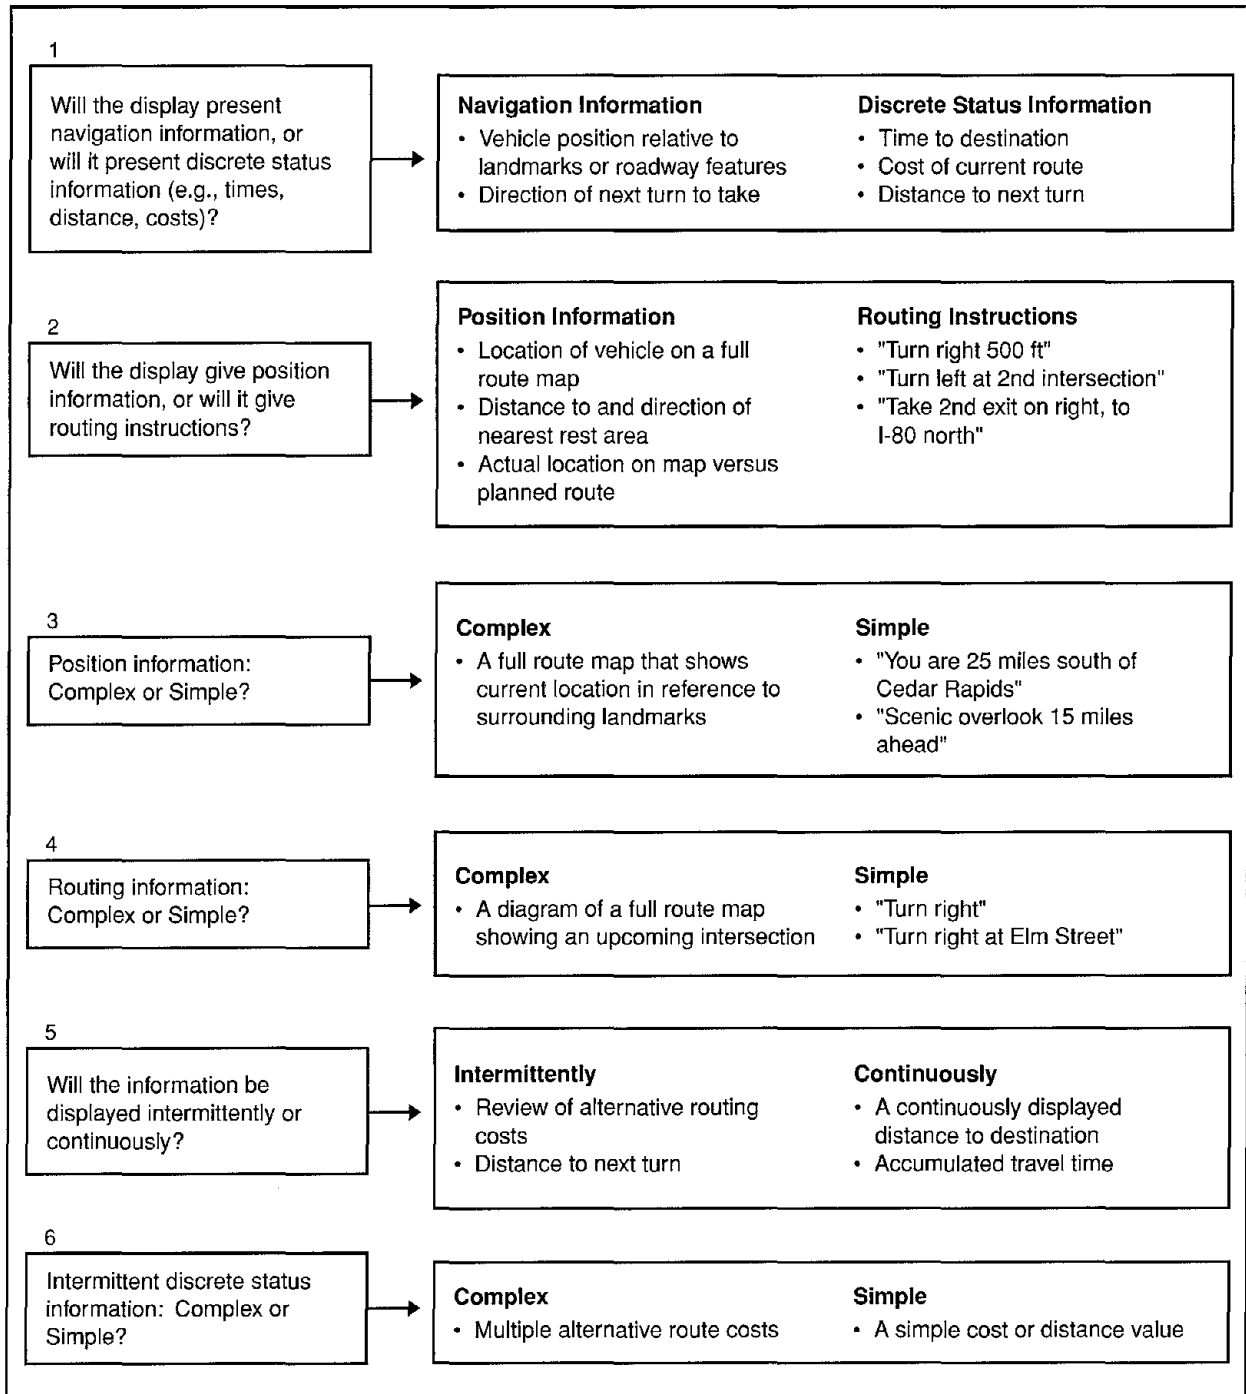 1
Will the display present
navigation information, or
will it present discrete status
information (e.g., times,
distance, costs)?
Navigation Information
• Vehicle position relative to
landmarks or roadway features
• Direction of next turn to take
Discrete Status Information
• Time to destination
• Cost of current route
• Distance to next turn
2
Will the display give position
information, or will it give
routing instructions?
Position Information
• Location of vehicle on a full
route map
• Distance to and direction of
nearest rest area
• Actual location on map versus
planned route
Routing Instructions
• "Turn right 500 ft"
• "Turn left at 2nd intersection"
• "Take 2nd exit on right, to
I-80 north"
3
Position information:
Complex or Simple?
Complex
• A full route map that shows
current location in reference to
surrounding landmarks
Simple
• "You are 25 miles south of
Cedar Rapids"
• "Scenic overlook 15 miles
ahead"
4
Routing information:
Complex or Simple?
Complex
• A diagram of a full route map
showing an upcoming intersection
Simple
• "Turn right"
• "Turn right at Elm Street"
5
Will the information be
displayed intermittently or
continuously?
Intermittently
• Review of alternative routing
costs
• Distance to next turn
Continuously
• A continuously displayed
distance to destination
• Accumulated travel time
6
Intermittent discrete status
information: Complex or
Simple?
Complex
• Multiple alternative route costs
Simple
• A simple cost or distance value